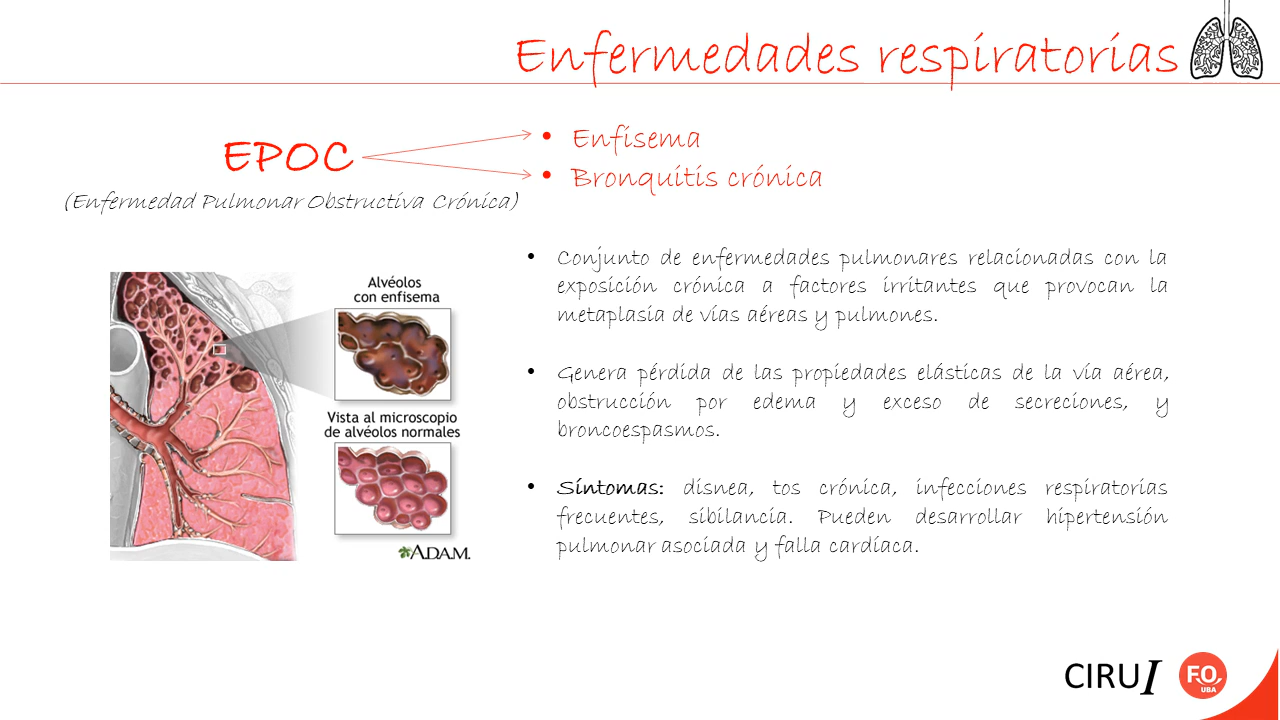 Enfermedades respiratorias
EPOC
(Enfermedad Pulmonar Obstructiva Crónica)
• Enfisema
• Bronquitis crónica
Alvéolos
con enfisema
Vista al microscopio
de alvéolos normales
ADAM.
• Conjunto de enfermedades pulmonares relacionadas con la
exposición crónica a factores irritantes que provocan la
metaplasia de vías aéreas y pulmones.
• Genera pérdida de las propiedades elásticas de la vía aérea,
obstrucción por edema y exceso de secreciones, y
broncoespasmos.
• Síntomas: disnea, tos crónica, infecciones respiratorias
frecuentes, sibilancia. Pueden desarrollar hipertensión
pulmonar asociada y falla cardíaca.
CIRUI
F.O.
UBA